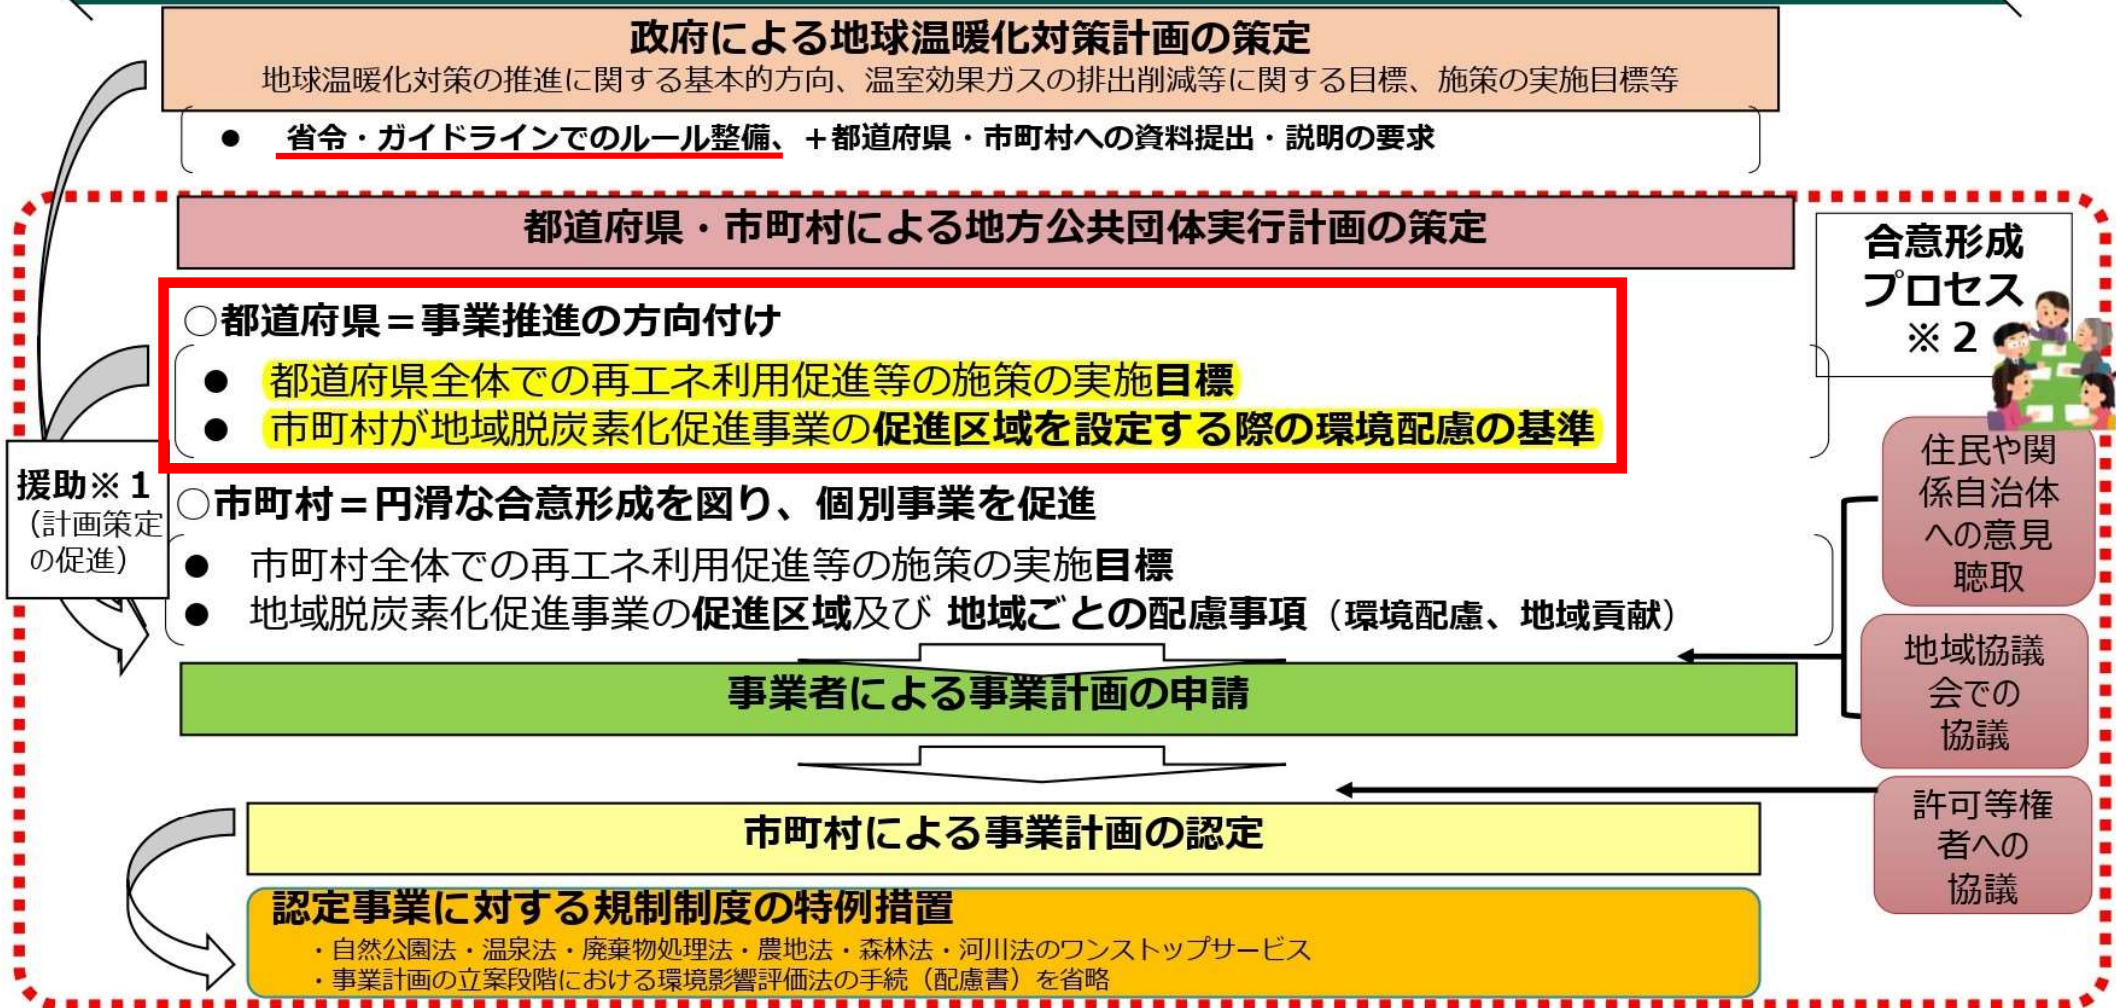 政府による地球温暖化対策計画の策定
地球温暖化対策の推進に関する基本的方向、温室効果ガスの排出削減等に関する目標、施策の実施目標等
● 省令・ガイドラインでのルール整備、＋都道府県・市町村への資料提出・説明の要求
都道府県・市町村による地方公共団体実行計画の策定
○都道府県＝事業推進の方向付け
● 都道府県全体での再エネ利用促進等の施策の実施目標
● 市町村が地域脱炭素化促進事業の促進区域を設定する際の環境配慮の基準
○市町村＝円滑な合意形成を図り、個別事業を促進
● 市町村全体での再エネ利用促進等の施策の実施目標
● 地域脱炭素化促進事業の促進区域及び 地域ごとの配慮事項（環境配慮、地域貢献）
援助※１
（計画策定
の促進）
合意形成
プロセス
※２
住民や関
係自治体
への意見
聴取
地域協議
会での
協議
事業者による事業計画の申請
許可等権
者への
協議
市町村による事業計画の認定
認定事業に対する規制制度の特例措置
・自然公園法・温泉法・廃棄物処理法・農地法・森林法・河川法のワンストップサービス
・事業計画の立案段階における環境影響評価法の手続（配慮書）を省略